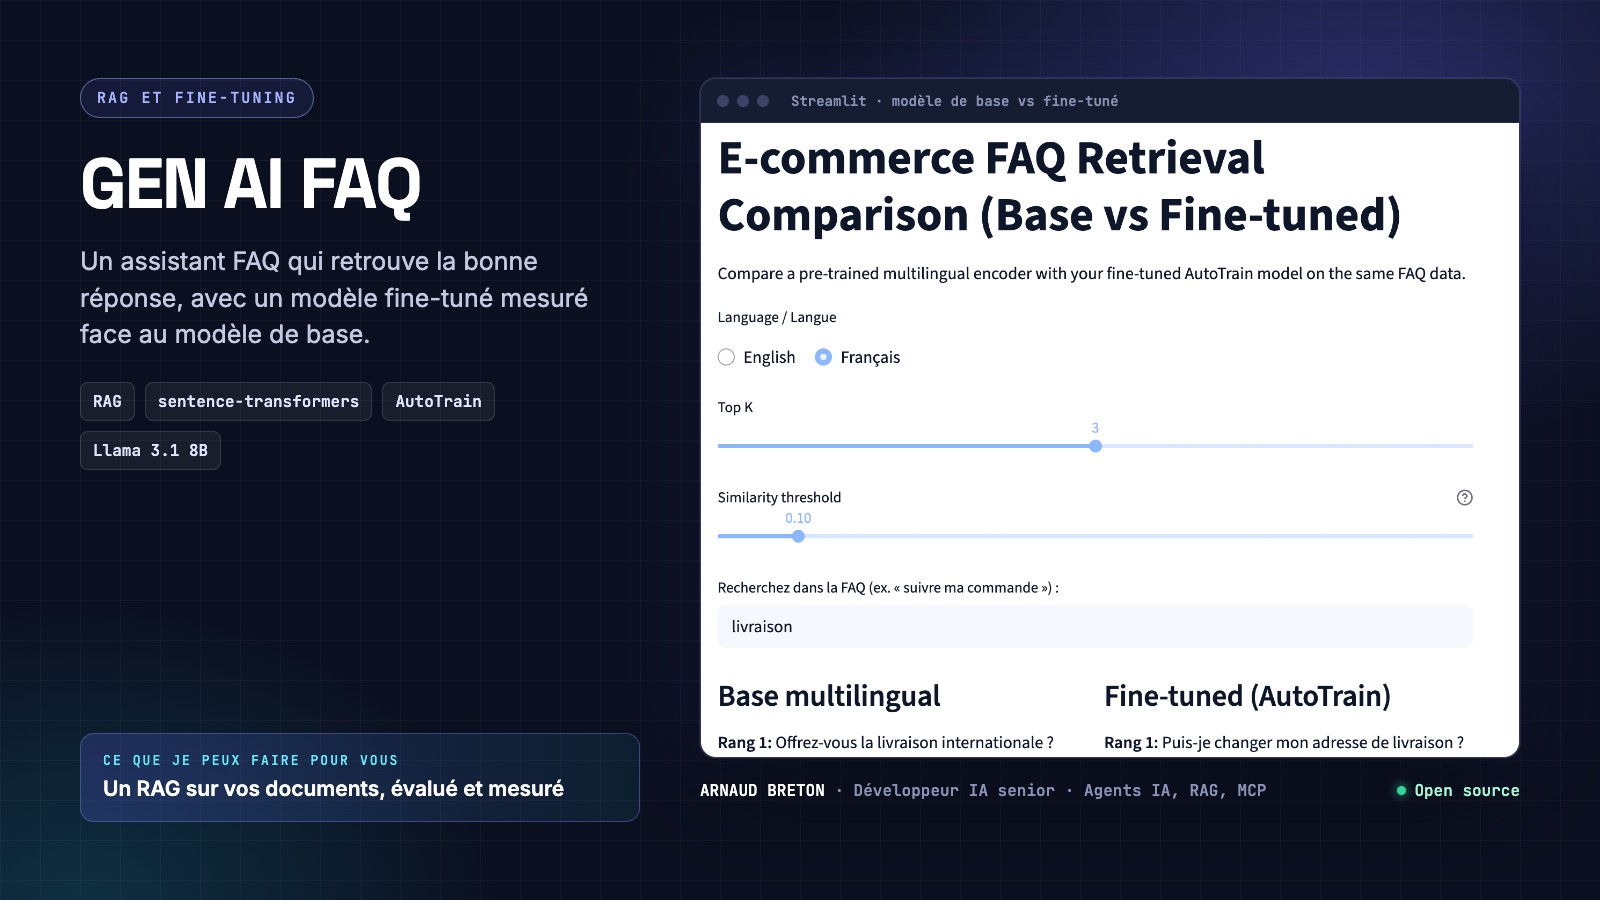 RAG ET FINE-TUNING
GEN AI FAQ
Un assistant FAQ qui retrouve la bonne
réponse, avec un modèle fine-tuné mesuré
face au modèle de base.
RAG
sentence-transformers
AutoTrain
Llama 3.1 8B
CE QUE JE PEUX FAIRE POUR VOUS
Un RAG sur vos documents, évalué et mesuré
Streamlit · modèle de base vs fine-tuné
E-commerce FAQ Retrieval
Comparison (Base vs Fine-tuned)
Compare a pre-trained multilingual encoder with your fine-tuned AutoTrain model on the same FAQ data.
Language / Langue
English
Français
Top K
3
Similarity threshold
?
0.10
Recherchez dans la FAQ (ex. « suivre ma commande ») :
livraison
Base multilingual
Rang 1: Offrez-vous la livraison internationale ?
Fine-tuned (AutoTrain)
Rang 1: Puis-je changer mon adresse de livraison ?
ARNAUD BRETON · Développeur IA senior · Agents IA, RAG, MCP
Open source